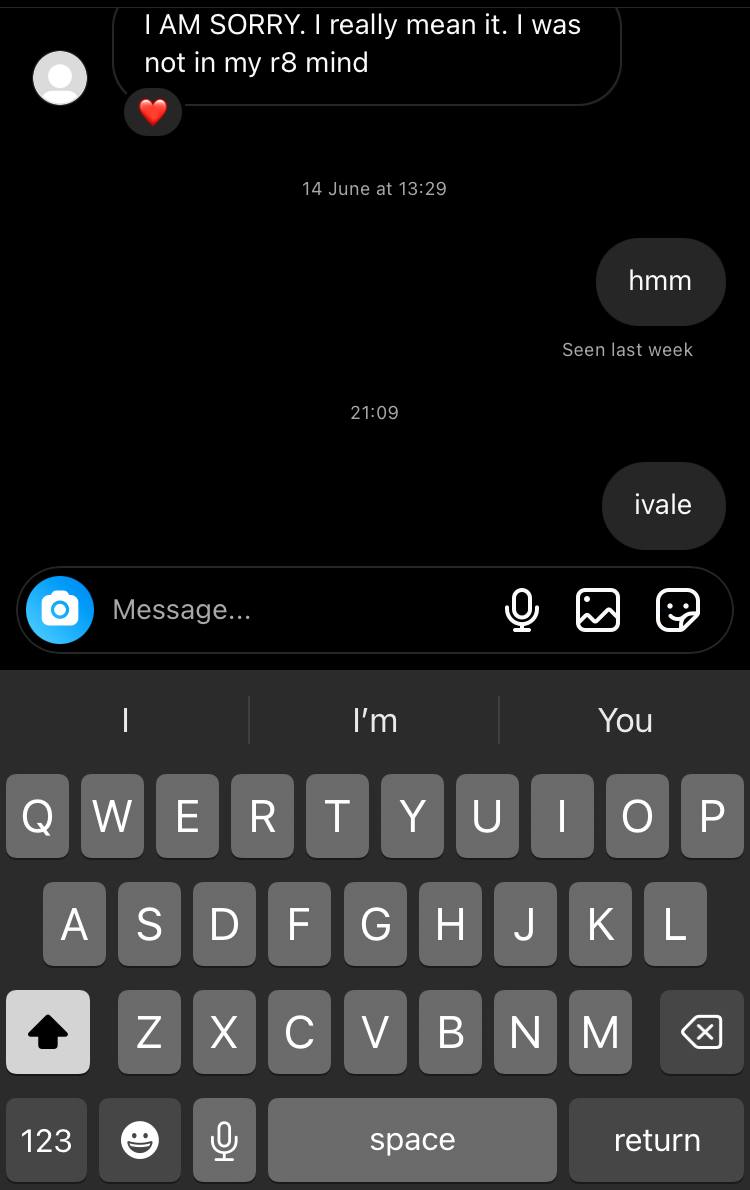 I AM SORRY. I really mean it. I was
not in my r8 mind
14 June at 13:29
hmm
Seen last week
21:09
ivale
Message...
I I’m You
Q W E R T Y U I O P
A S D F G H J K L
Z X C V B N M
123 space return